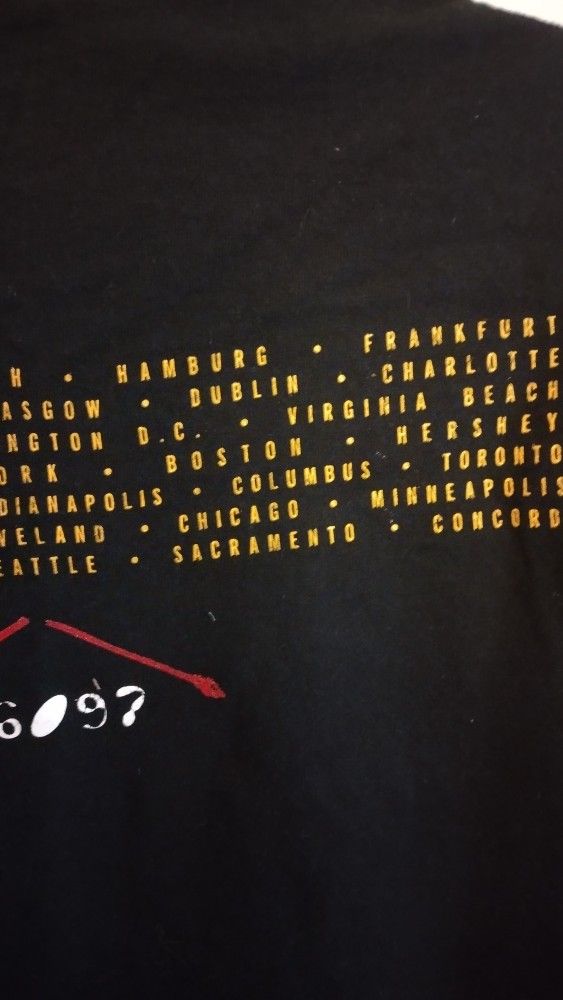 H • HAMBURG • FRANKFURT
ASGOW • DUBLIN • CHARLOTTE
NGTON D.C. • VIRGINIA BEACH
ORK • BOSTON • HERSHEY
DIANAPOLIS • COLUMBUS • TORONTO
VELAND • CHICAGO • MINNEAPOLIS
EATTLE • SACRAMENTO • CONCORD
6097